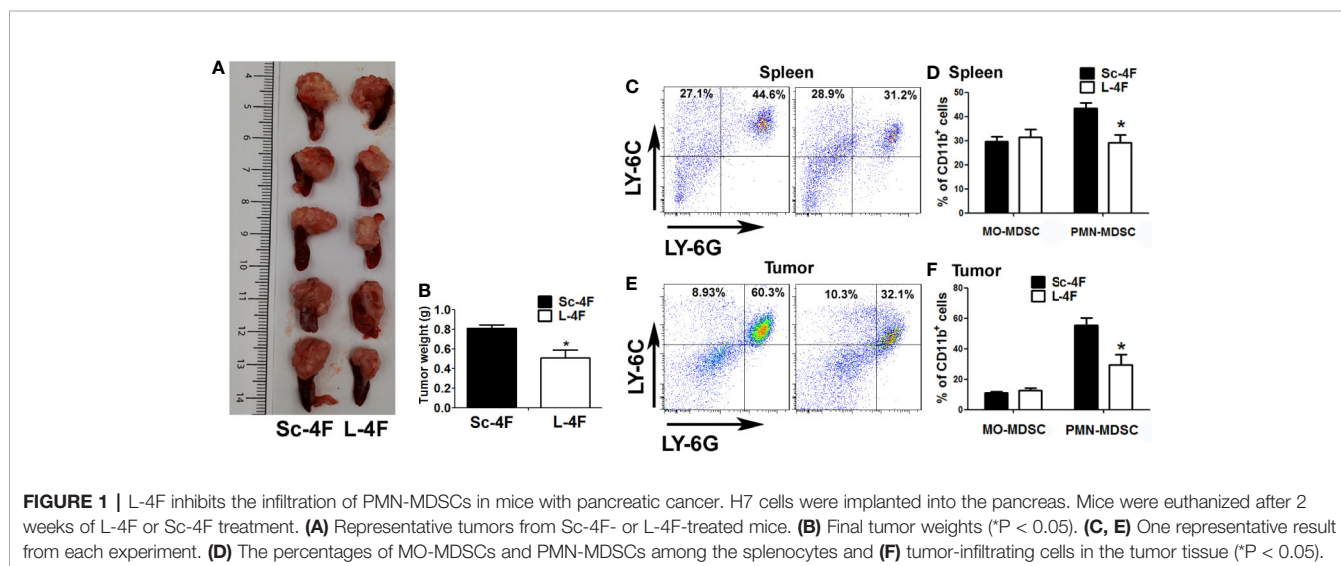 A
4
5
6
7
8
9
10
11
12
13
14
Sc-4F L-4F
B
Sc-4F
L-4F
Tumor weight (g)
1.0
0.8
0.6
0.4
0.2
0.0
*
Sc-4F L-4F
Spleen
C
27.1% 44.6% 28.9% 31.2%
LY-6C
LY-6G
D Spleen
Sc-4F
L-4F
% of CD11b+ cells
50
40
30
20
10
0
*
MO-MDSC PMN-MDSC
Tumor
E
8.93% 60.3% 10.3% 32.1%
LY-6C
LY-6G
F Tumor
Sc-4F
L-4F
% of CD11b+ cells
60
40
20
0
*
MO-MDSC PMN-MDSC
FIGURE 1 | L-4F inhibits the infiltration of PMN-MDSCs in mice with pancreatic cancer. H7 cells were implanted into the pancreas. Mice were euthanized after 2
weeks of L-4F or Sc-4F treatment. (A) Representative tumors from Sc-4F- or L-4F-treated mice. (B) Final tumor weights (*P < 0.05). (C, E) One representative result
from each experiment. (D) The percentages of MO-MDSCs and PMN-MDSCs among the splenocytes and (F) tumor-infiltrating cells in the tumor tissue (*P < 0.05).